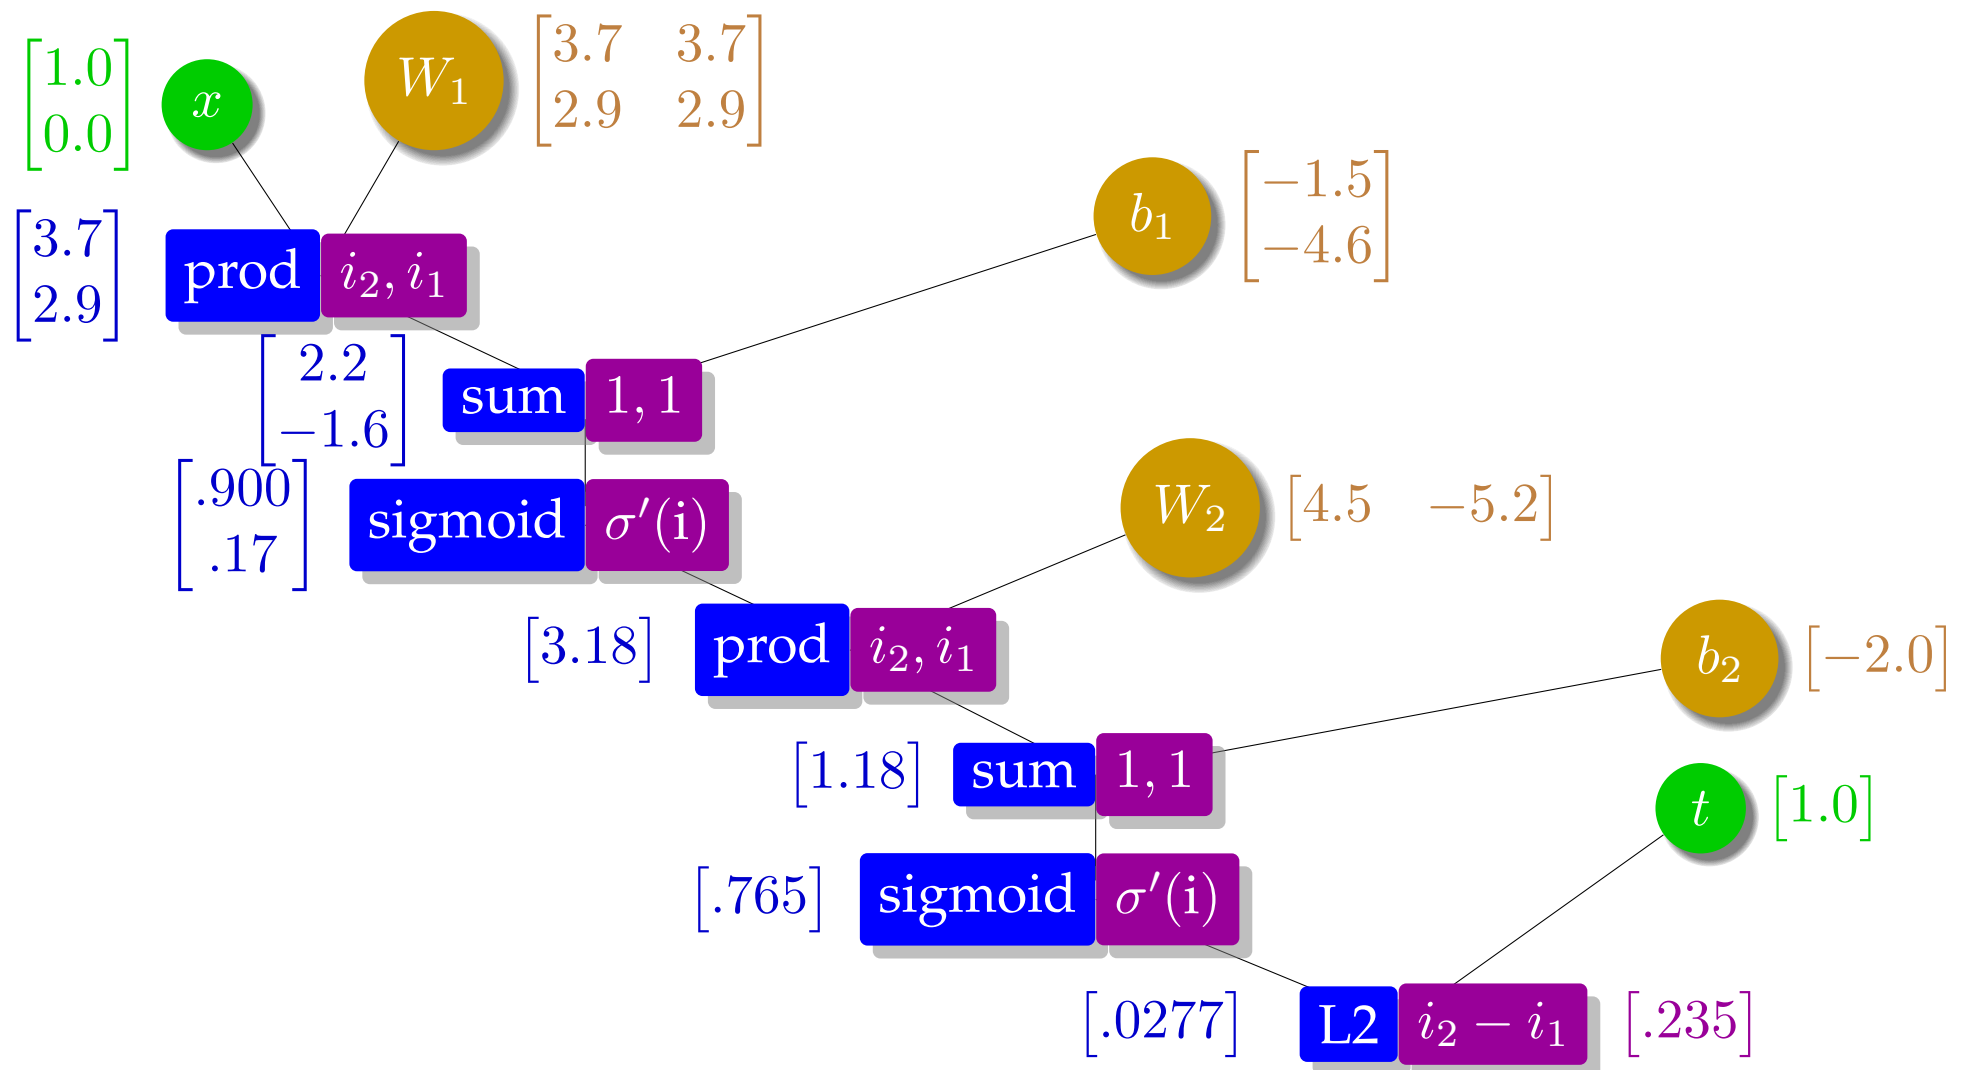 [1.0 0.0] x W₁ [3.7 3.7
2.9 2.9]
[3.7 2.9] prod i₂, i₁
b₁ [−1.5 −4.6]
[2.2 −1.6] sum 1, 1
[.900 .17] sigmoid σ′(i)
W₂ [4.5 −5.2]
[3.18] prod i₂, i₁
b₂ [−2.0]
[1.18] sum 1, 1
t [1.0]
[.765] sigmoid σ′(i)
[.0277] L2 i₂ − i₁ [.235]